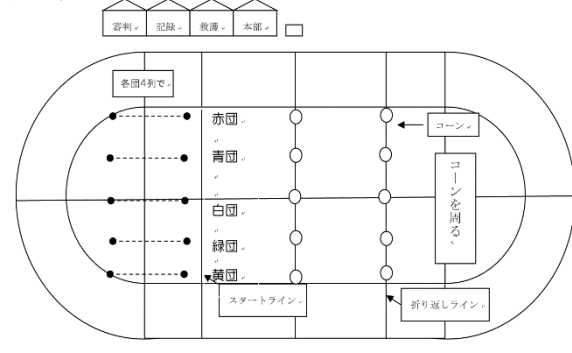 審判
記録
救護
本部
各団4列で
赤団
コーン
青団
コーンを周る、
白団
緑団
黄団
スタートライン
折り返しライン